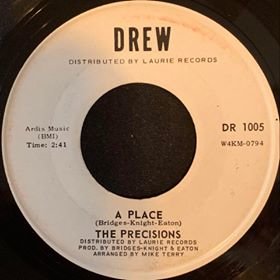 DREW
DISTRIBUTED BY LAURIE RECORDS
Ardis Music
(BMI)
Time: 2:41
DR 1005
W4KM-0794
A PLACE
(Bridges-Knight-Eaton)
THE PRECISIONS
DISTRIBUTED BY LAURIE RECORDS
PROD. BY BRIDGES-KNIGHT & EATON
ARRANGED BY MIKE TERRY